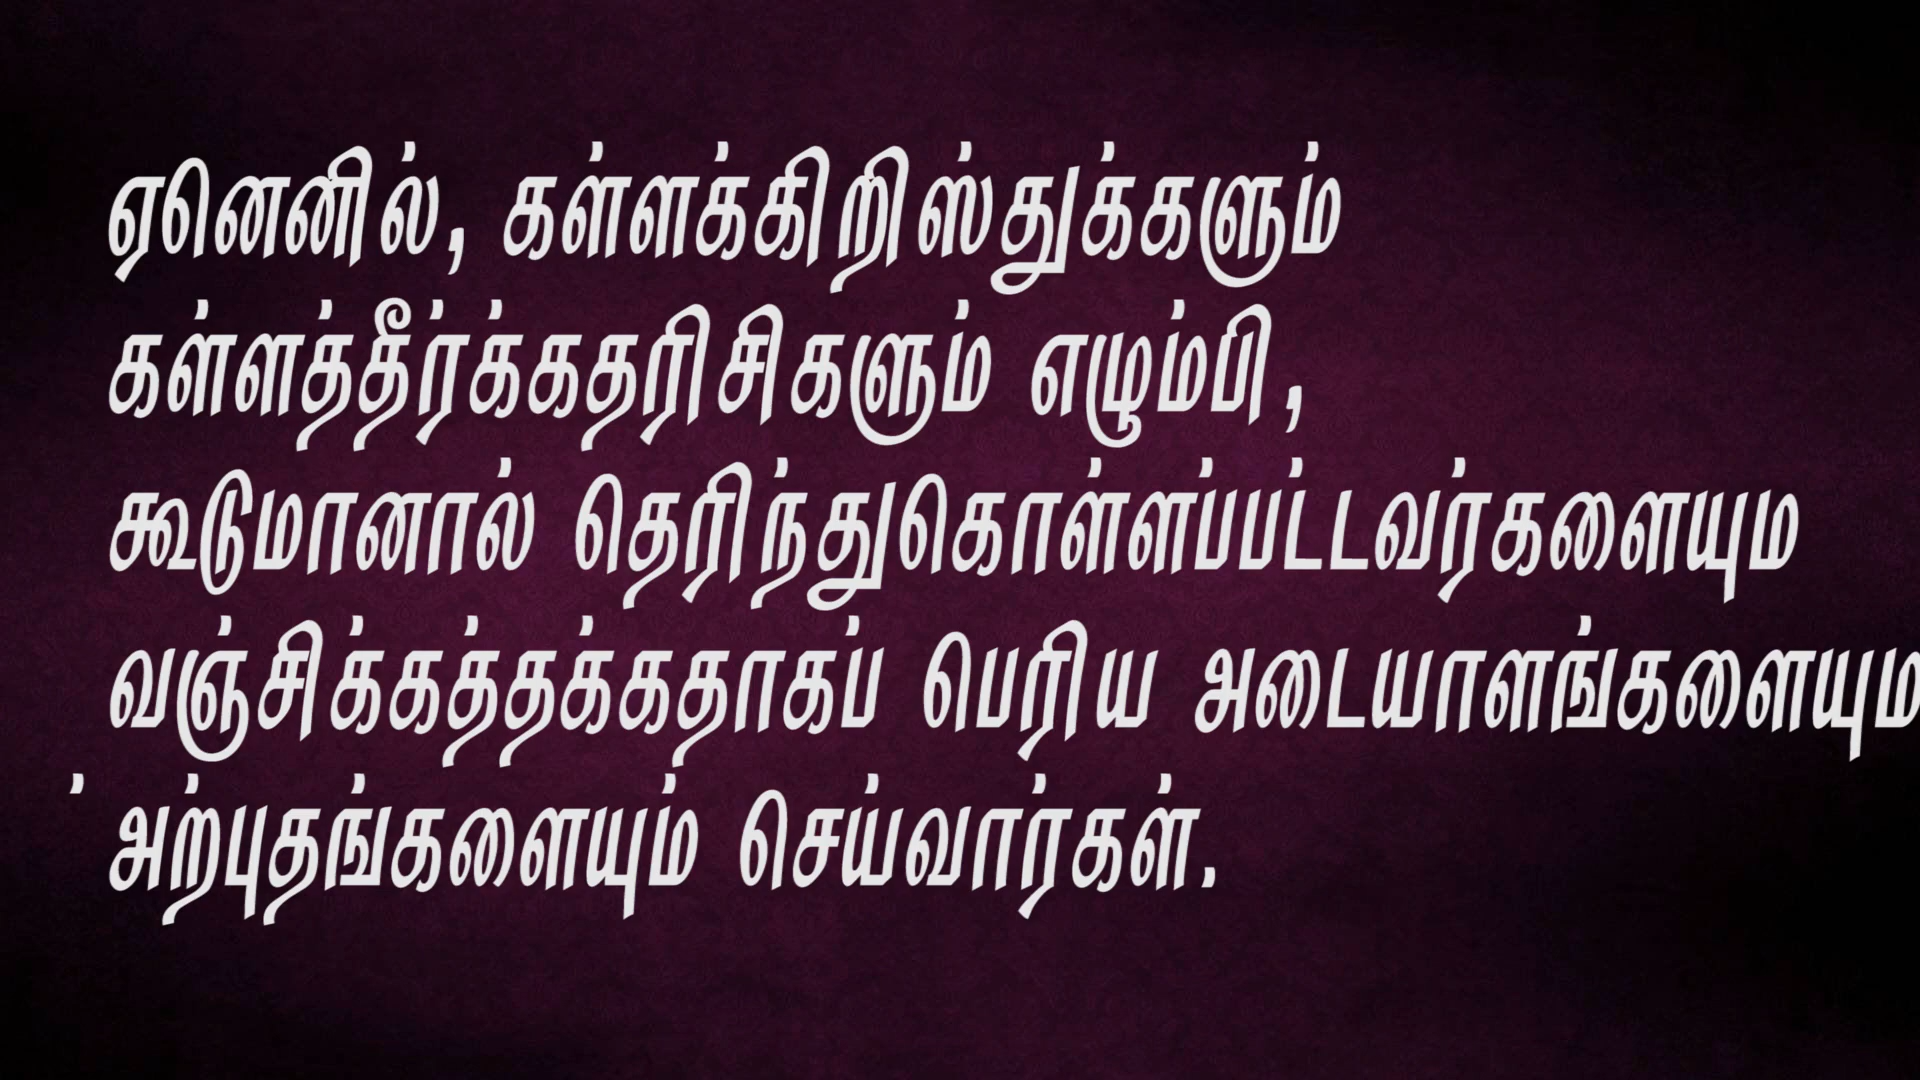 ஏனெனில், கள்ளக்கிறிஸ்துக்களும்
கள்ளத்தீர்க்கதரிசிகளும் எழும்பி,
கூடுமானால் தெரிந்துகொள்ளப்பட்டவர்களையும
வஞ்சிக்கத்தக்கதாகப் பெரிய அடையாளங்களையும
் அற்புதங்களையும் செய்வார்கள்.